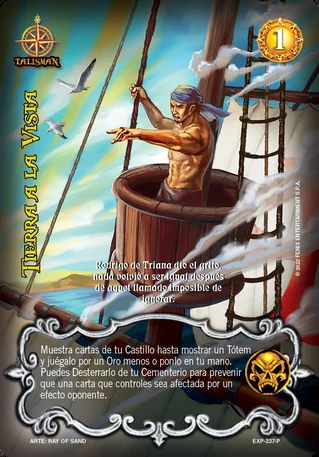 1
TALISMAN
TIERRA A LA VISTA
© 2022 FENIX ENTERTAINMENT S.P.A.
Rodrigo de Triana dio el grito,
nada volvió a ser igual después
de aquel llamado imposible de
ignorar.
Muestra cartas de tu Castillo hasta mostrar un Tótem
y juégalo por un Oro menos o ponlo en tu mano.
Puedes Desterrarlo de tu Cementerio para prevenir
que una carta que controles sea afectada por un
efecto oponente.
ARTE: RAY OF SAND
EXP-237-P